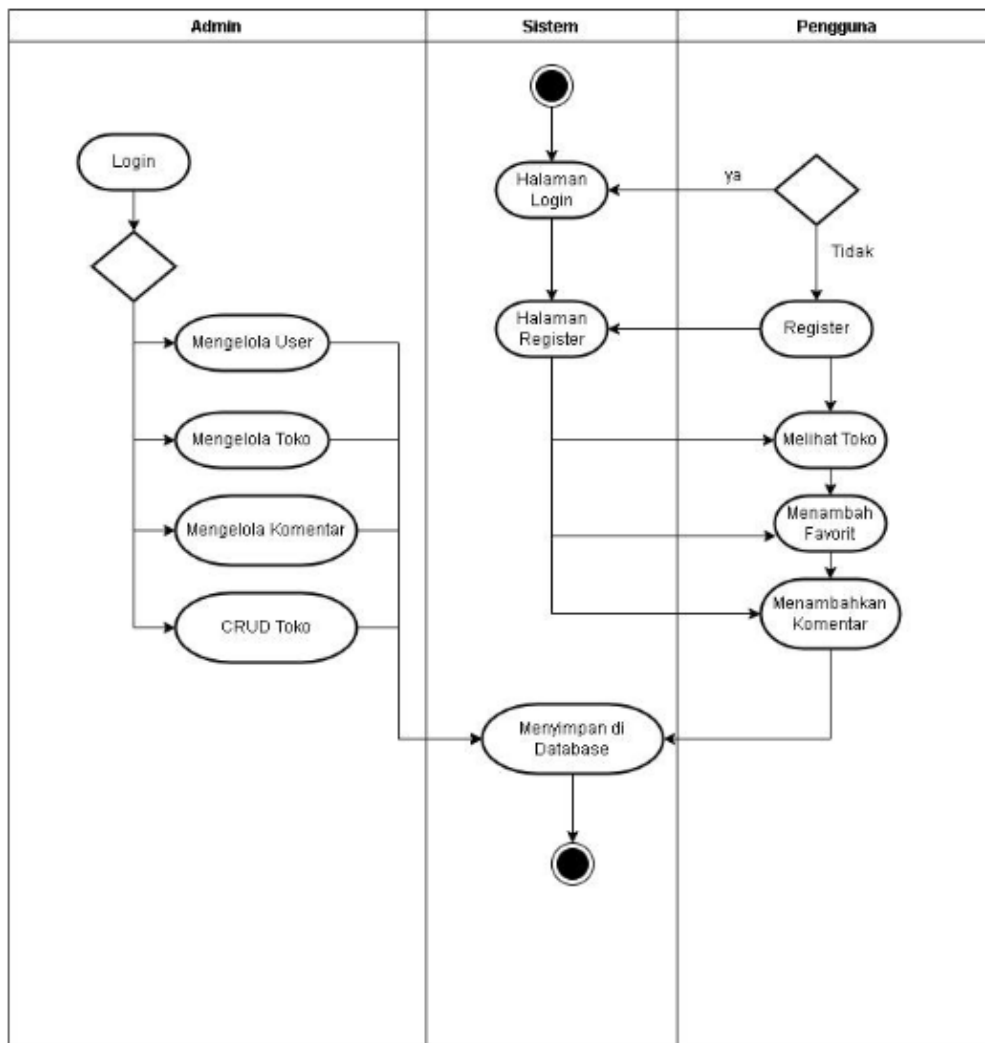 Admin
Sistem
Pengguna
Login
Halaman
Login
ya
Tidak
Mengelola User
Halaman
Register
Register
Mengelola Toko
Melihat Toko
Mengelola Komentar
Menambah
Favorit
CRUD Toko
Menambahkan
Komentar
Menyimpan di
Database